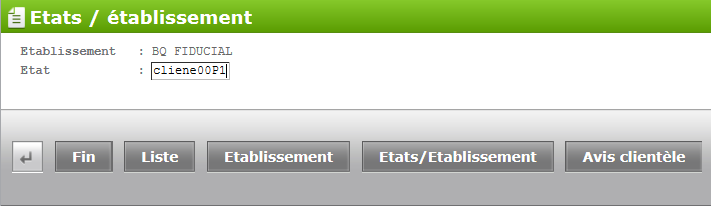 Etats / établissement
Etablissement : BQ FIDUCIAL
Etat : cliene00P1
Fin Liste Etablissement Etats/Etablissement Avis clientèle